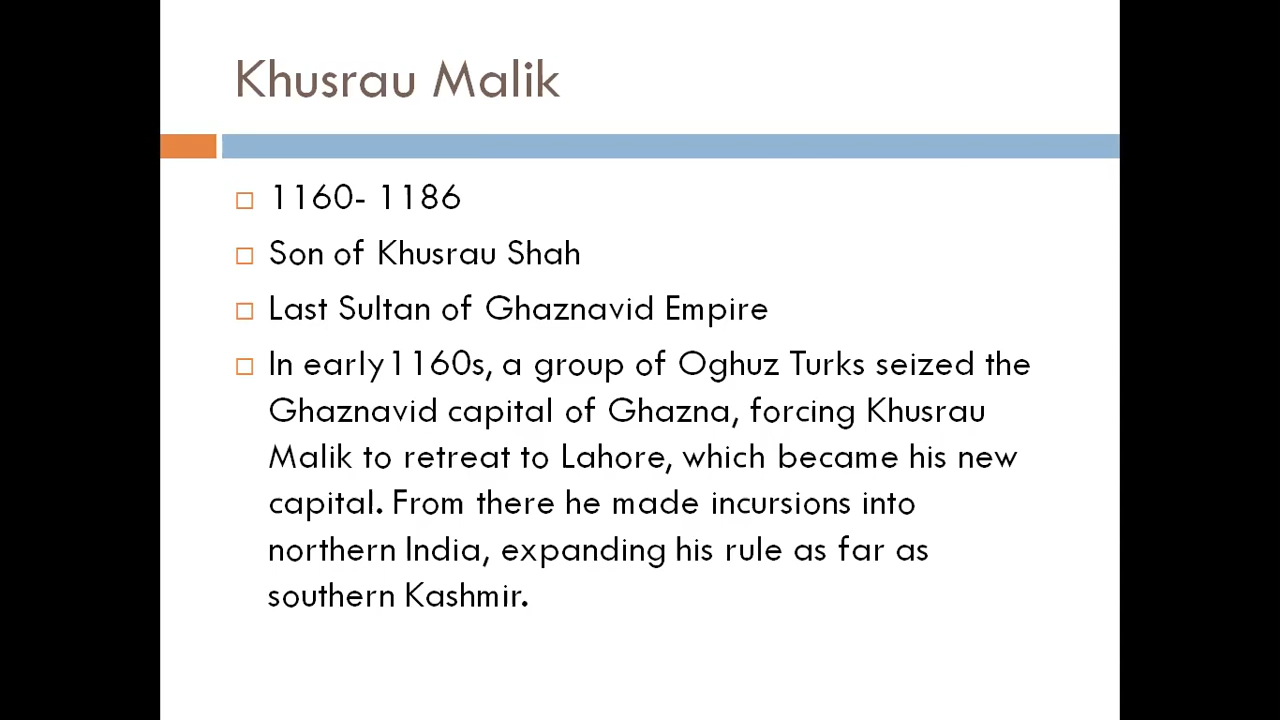 Khusrau Malik
1160- 1186
Son of Khusrau Shah
Last Sultan of Ghaznavid Empire
In early1160s, a group of Oghuz Turks seized the
Ghaznavid capital of Ghazna, forcing Khusrau
Malik to retreat to Lahore, which became his new
capital. From there he made incursions into
northern India, expanding his rule as far as
southern Kashmir.